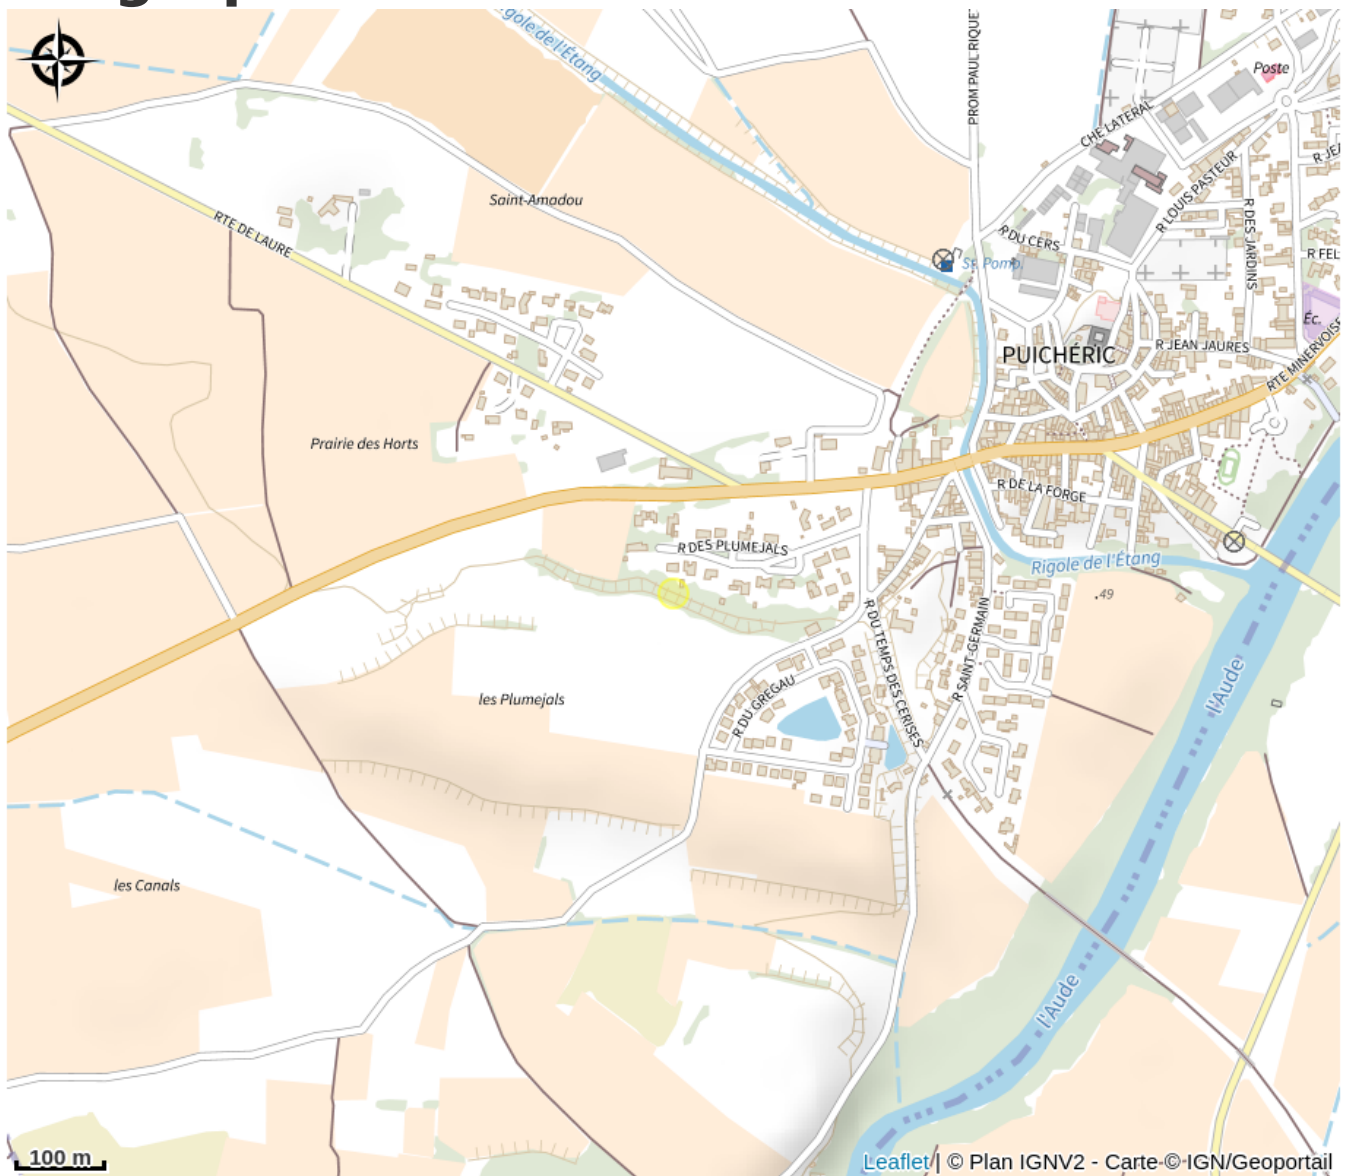 Rigole de l'Étang
PROM PAUL RIQUET
Poste
CHE LATERAL
R LOUIS PASTEUR
R DES JARDINS
Saint-Amadou
RTE DE LAURE
R DU CERS
St. Pomp.
R FEL
Éc.
PUICHÉRIC
R JEAN JAURES
RTE MINERVOISE
Prairie des Horts
R DE LA FORGE
R DES PLUMEJALS
Rigole de l'Étang
49
R DU TEMPS DES CERISES
R SAINT-GERMAIN
les Plumejals
R DU GREGAU
l'Aude
les Canals
l'Aude
100 m
Leaflet | © Plan IGNV2 - Carte © IGN/Geoportail